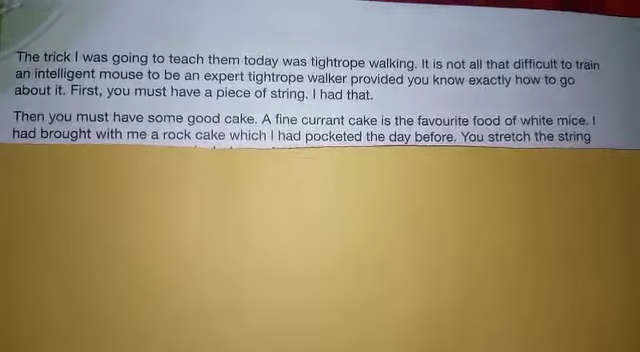 The trick I was going to teach them today was tightrope walking. It is not all that difficult to train
an intelligent mouse to be an expert tightrope walker provided you know exactly how to go
about it. First, you must have a piece of string. I had that.
Then you must have some good cake. A fine currant cake is the favourite food of white mice. I
had brought with me a rock cake which I had pocketed the day before. You stretch the string